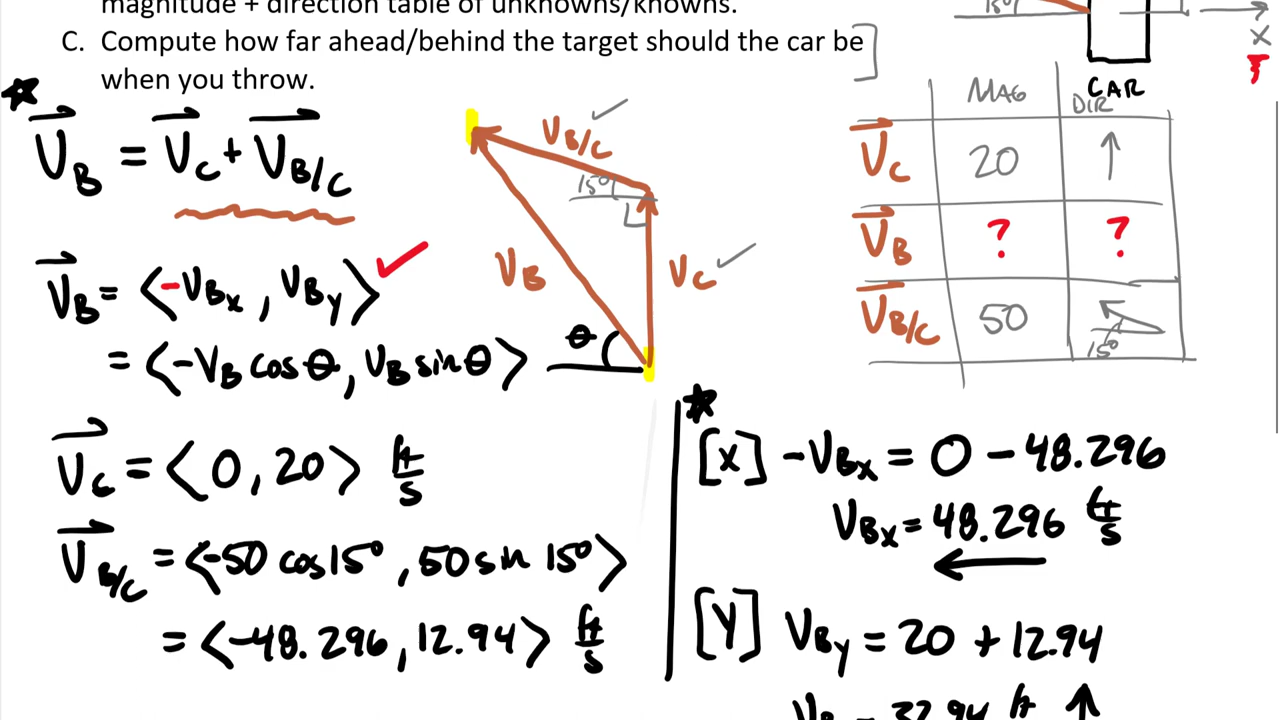 magnitude + direction table of unknowns/knowns.
C. Compute how far ahead/behind the target should the car be
when you throw.
15°
X
CAR
MAG DIR
V_C 20 ↑
V_B ? ?
V_B/C 50 15°
★
V_B = V_C + V_B/C
V_B/C ✓
15°
V_B
V_C ✓
θ
V_B = <-V_Bx, V_By> ✓
= <-V_B cos θ, V_B sin θ>
V_C = <0, 20> ft/s
V_B/C = <-50 cos 15°, 50 sin 15°>
= <-48.296, 12.94> ft/s
★
[X] -V_Bx = 0 - 48.296
V_Bx = 48.296 ft/s
←
[Y] V_By = 20 + 12.94